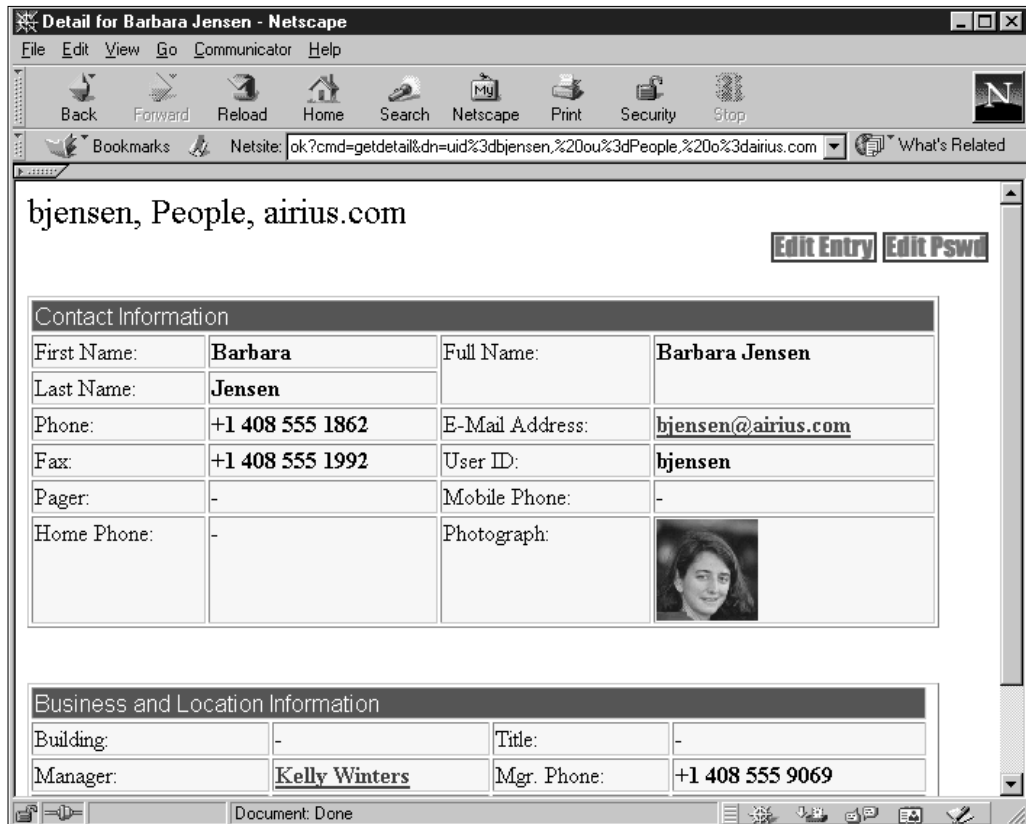 Detail for Barbara Jensen - Netscape
File Edit View Go Communicator Help
My
N
Back Forward Reload Home Search Netscape Print Security Stop
Bookmarks Netsite: ok?cmd=getdetail&dn=uid%3dbjensen,%20ou%3dPeople,%20o%3dairius.com What's Related
bjensen, People, airius.com
Edit Entry Edit Pswd
Contact Information
First Name: Barbara Full Name: Barbara Jensen
Last Name: Jensen
Phone: +1 408 555 1862 E-Mail Address: bjensen@airius.com
Fax: +1 408 555 1992 User ID: bjensen
Pager: - Mobile Phone: -
Home Phone: - Photograph:
Business and Location Information
Building: - Title: -
Manager: Kelly Winters Mgr. Phone: +1 408 555 9069
Document: Done